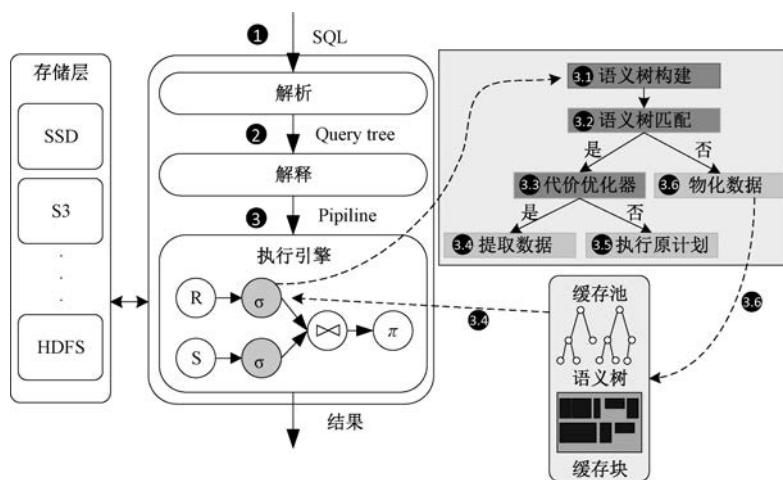 存储层
SSD
S3
·
·
·
HDFS
❶ SQL
解析
❷ Query tree
解释
❸ Pipiline
执行引擎
R
σ
S
σ
⋈
π
结果
3.1 语义树构建
3.2 语义树匹配
是
否
3.3 代价优化器
3.6 物化数据
是
否
3.4 提取数据
3.5 执行原计划
3.4
3.6
缓存池
语义树
缓存块